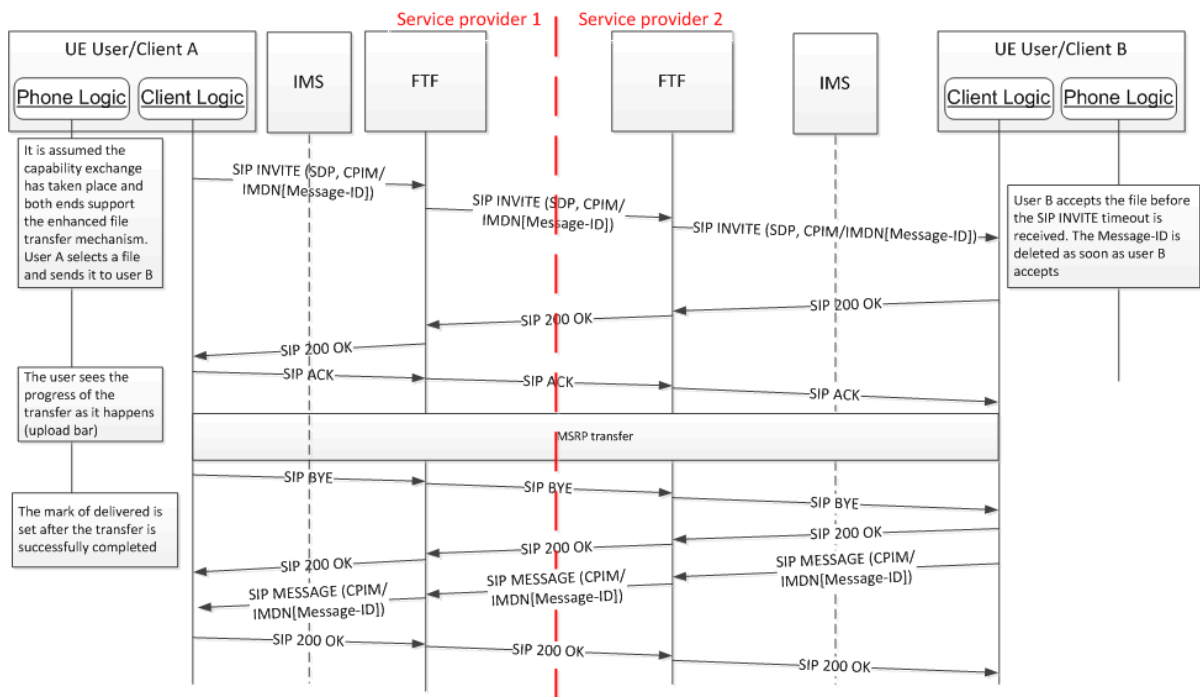 Service provider 1
Service provider 2
UE User/Client A
Phone Logic
Client Logic
IMS
FTF
FTF
IMS
UE User/Client B
Client Logic
Phone Logic
It is assumed the
capability exchange
has taken place and
both ends support
the enhanced file
transfer mechanism.
User A selects a file
and sends it to user B
SIP INVITE (SDP, CPIM/
IMDN[Message-ID])
SIP INVITE (SDP, CPIM/
IMDN[Message-ID])
SIP INVITE (SDP, CPIM/IMDN[Message-ID])
User B accepts the file before
the SIP INVITE timeout is
received. The Message-ID is
deleted as soon as user B
accepts
SIP 200 OK
SIP 200 OK
SIP 200 OK
The user sees the
progress of the
transfer as it happens
(upload bar)
SIP ACK
SIP ACK
SIP ACK
MSRP transfer
SIP BYE
SIP BYE
SIP BYE
The mark of delivered is
set after the transfer is
successfully completed
SIP 200 OK
SIP 200 OK
SIP 200 OK
SIP MESSAGE (CPIM/
IMDN[Message-ID])
SIP MESSAGE (CPIM/
IMDN[Message-ID])
SIP MESSAGE (CPIM/
IMDN[Message-ID])
SIP 200 OK
SIP 200 OK
SIP 200 OK